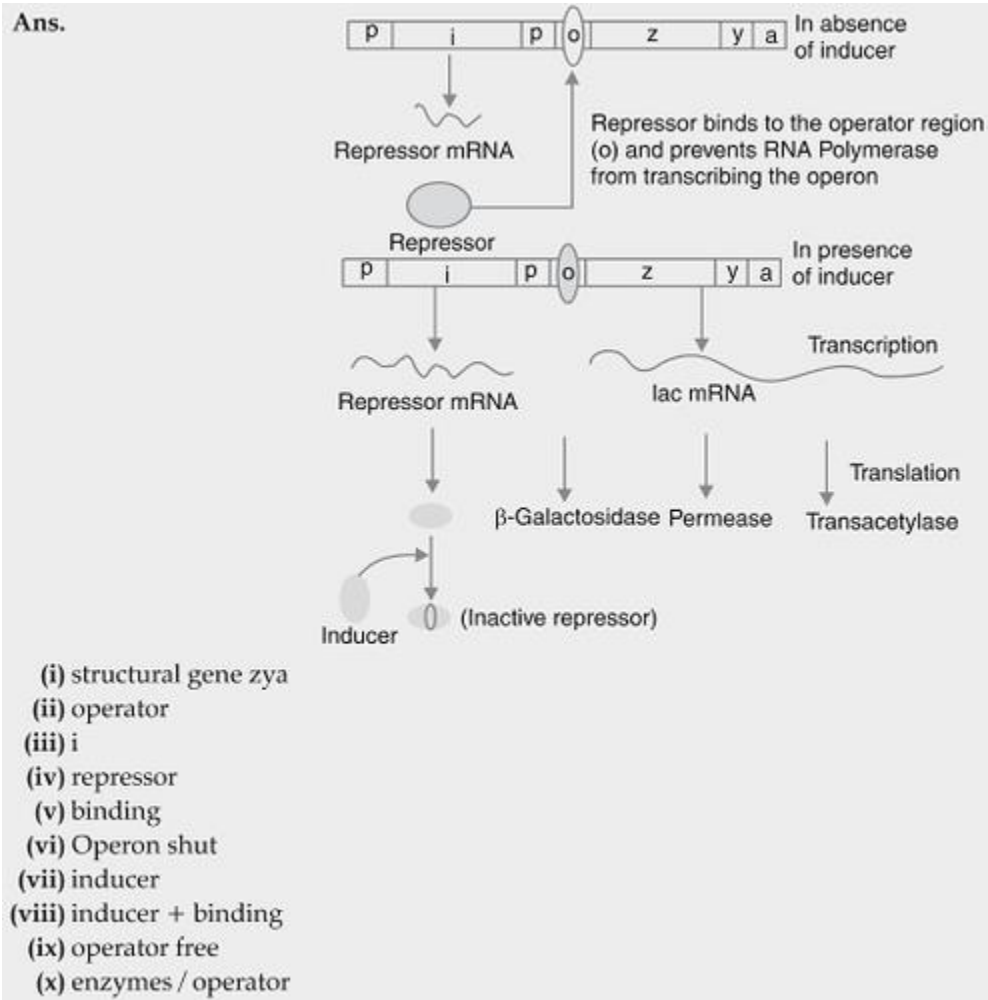 Ans.
p i p o z y a
In absence
of inducer
Repressor mRNA
Repressor binds to the operator region
(o) and prevents RNA Polymerase
from transcribing the operon
Repressor
p i p o z y a
In presence
of inducer
Transcription
Repressor mRNA
lac mRNA
Translation
β-Galactosidase Permease Transacetylase
Inducer
(Inactive repressor)
(i) structural gene zya
(ii) operator
(iii) i
(iv) repressor
(v) binding
(vi) Operon shut
(vii) inducer
(viii) inducer + binding
(ix) operator free
(x) enzymes / operator